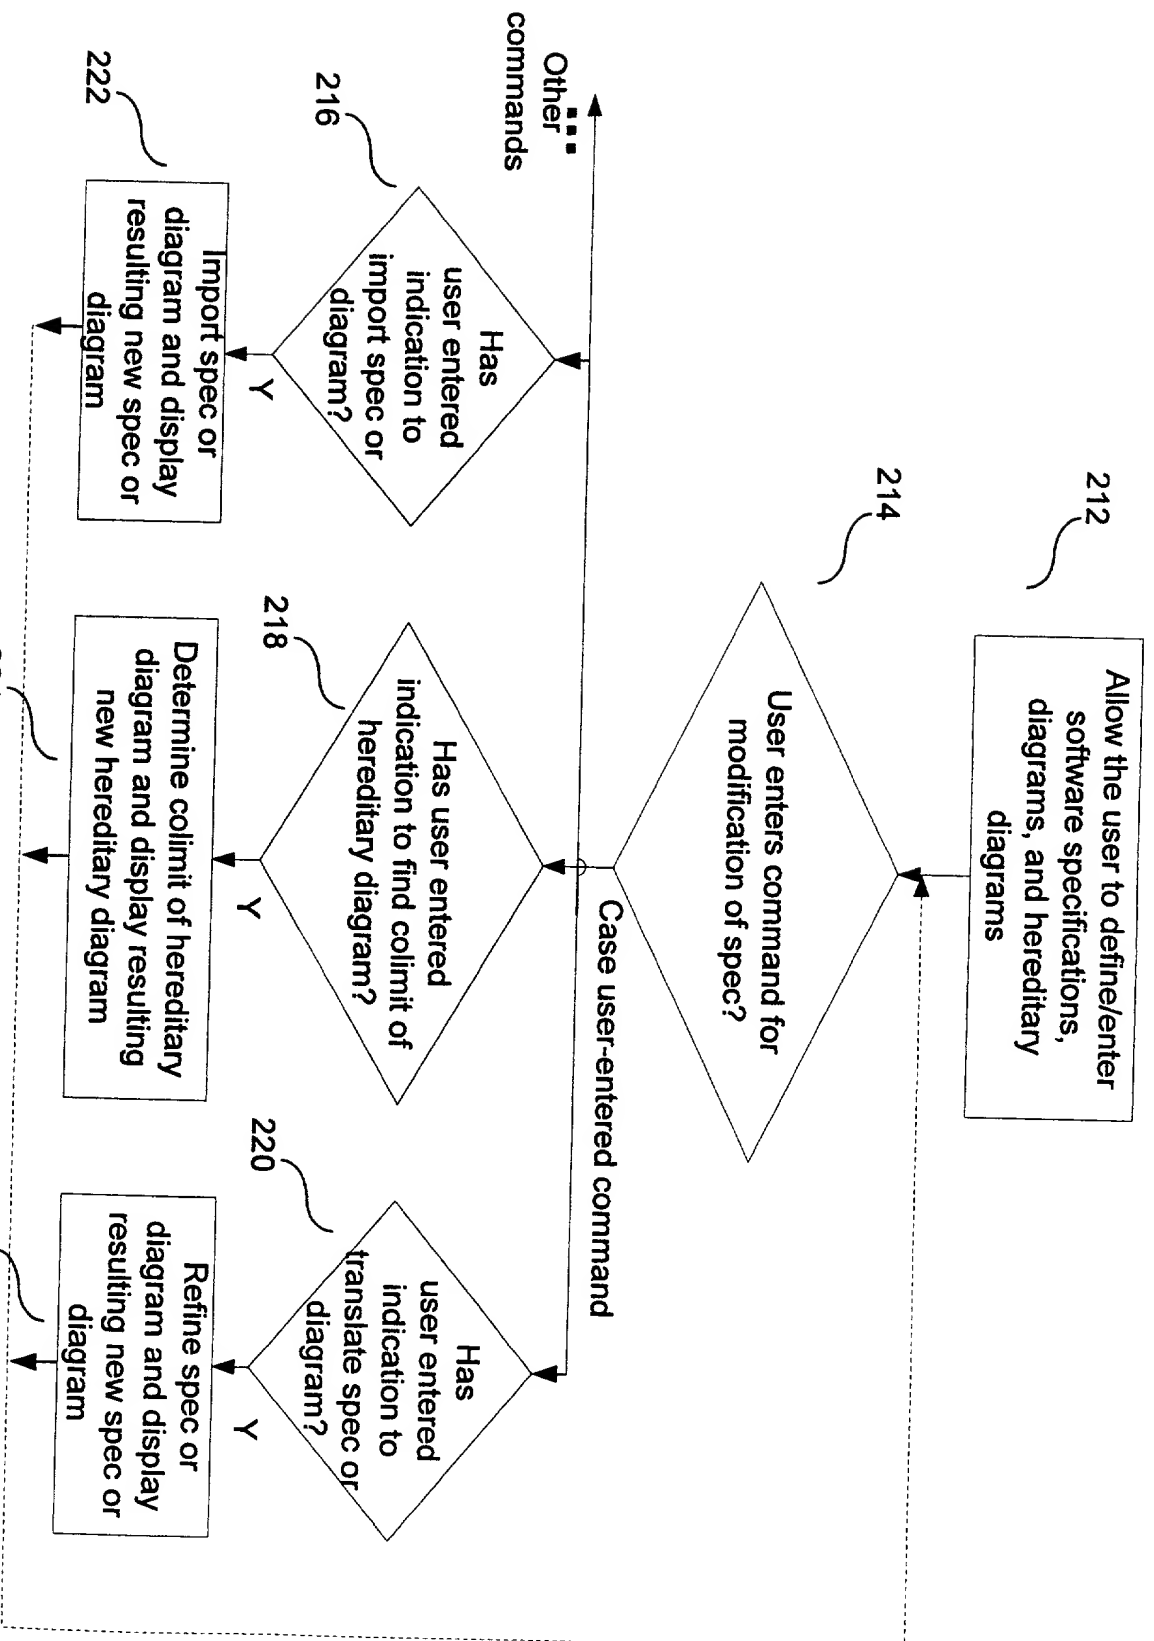 212
Allow the user to define/enter
software specifications,
diagrams, and hereditary
diagrams
214
User enters command for
modification of spec?
Case user-entered command
Other
commands
216
Has
user entered
indication to
import spec or
diagram?
Y
218
Has user entered
indication to find colimit of
hereditary diagram?
Y
220
Has
user entered
indication to
translate spec or
diagram?
Y
222
Import spec or
diagram and display
resulting new spec or
diagram
Determine colimit of hereditary
diagram and display resulting
new hereditary diagram
Refine spec or
diagram and display
resulting new spec or
diagram